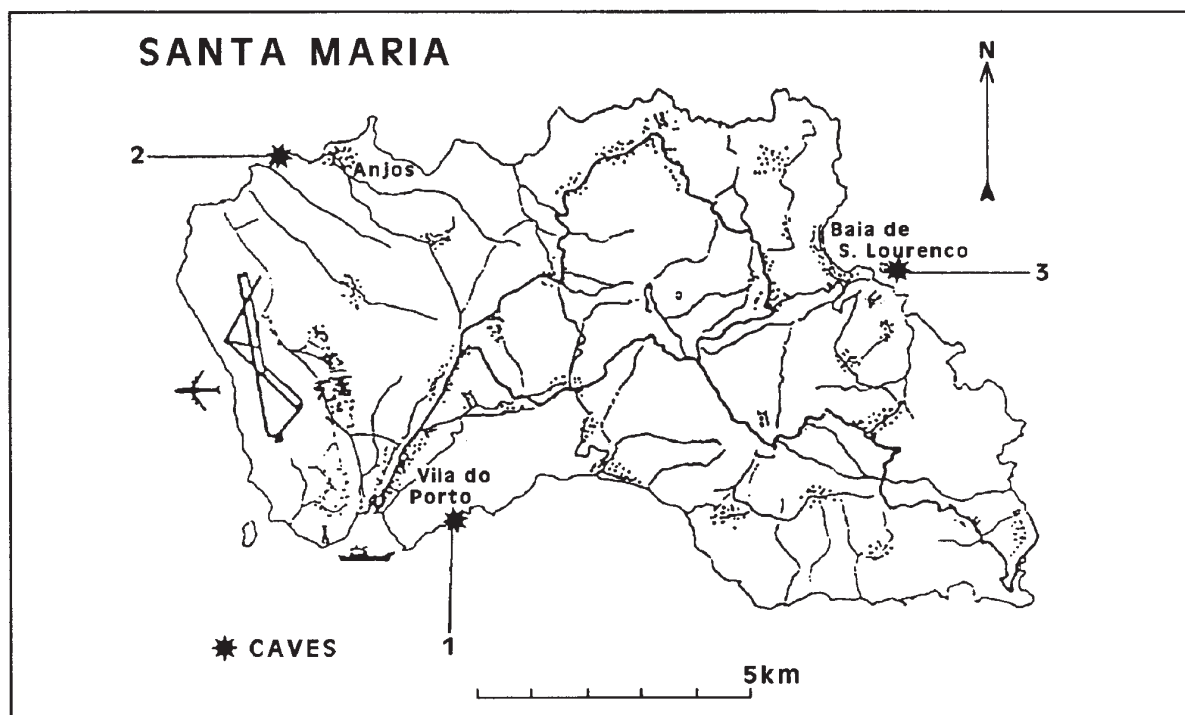 SANTA MARIA
N
2
Anjos
Baia de
S. Lourenco
3
Vila do
Porto
1
CAVES
5km